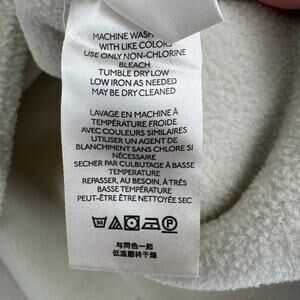 MACHINE WASH
WITH LIKE COLORS
USE ONLY NON-CHLORINE
BLEACH
TUMBLE DRY LOW
LOW IRON AS NEEDED
MAY BE DRY CLEANED
LAVAGE EN MACHINE À
TEMPÉRATURE FROIDE
AVEC COULEURS SIMILAIRES
UTILISER UN AGENT DE
BLANCHIMENT SANS CHLORE SI
NÉCESSAIRE
SECHER PAR CULBUTAGE À BASSE
TEMPERATURE
REPASSER, AU BESOIN, À TRÈS
BASSE TEMPÉRATURE
PEUT-ÊTRE ÊTRE NETTOYÉ SEC
30
P
与同色一起
低温翻转干燥